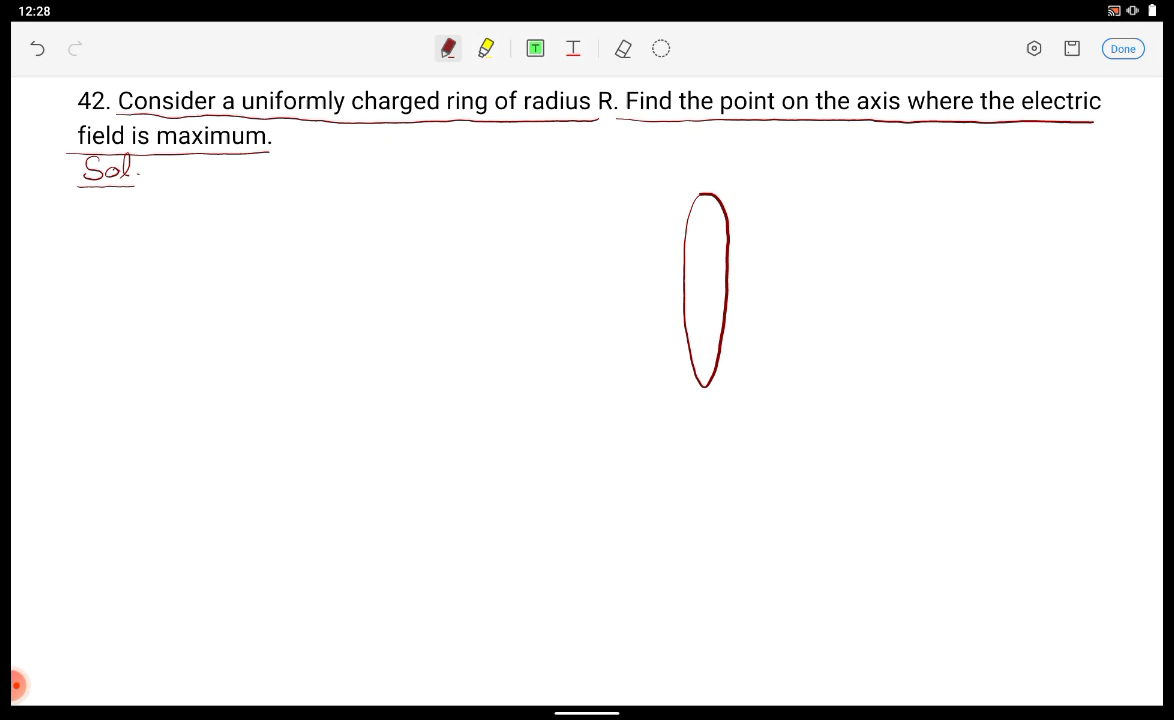 12:28
T T Done
42. Consider a uniformly charged ring of radius R. Find the point on the axis where the electric
field is maximum.
Sol.